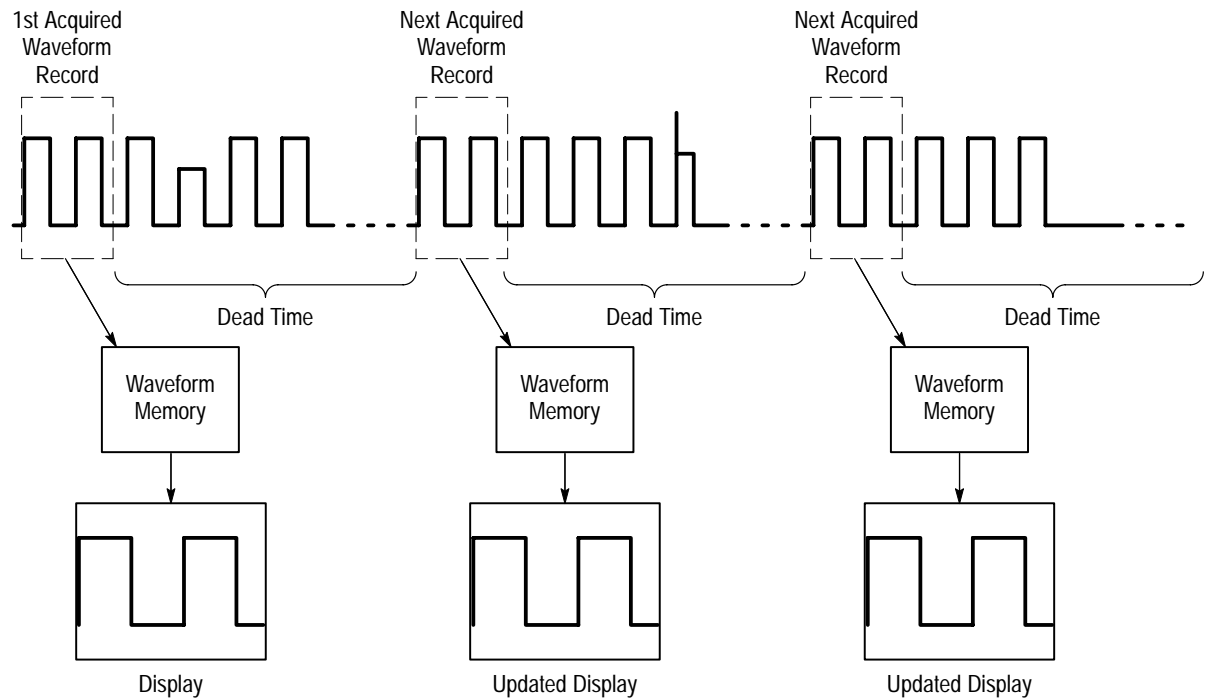 1st Acquired
Waveform
Record
Next Acquired
Waveform
Record
Next Acquired
Waveform
Record
Dead Time
Dead Time
Dead Time
Waveform
Memory
Waveform
Memory
Waveform
Memory
Display
Updated Display
Updated Display